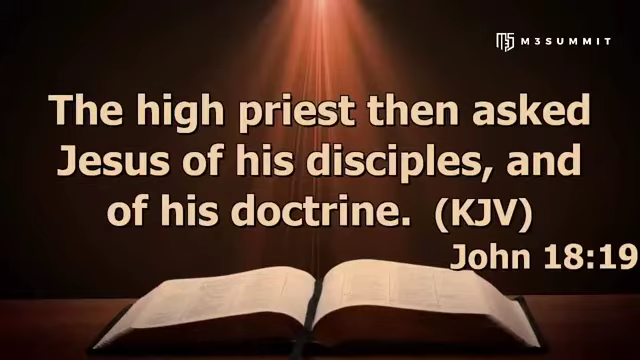 M3SUMMIT
The high priest then asked
Jesus of his disciples, and
of his doctrine. (KJV)
John 18:19